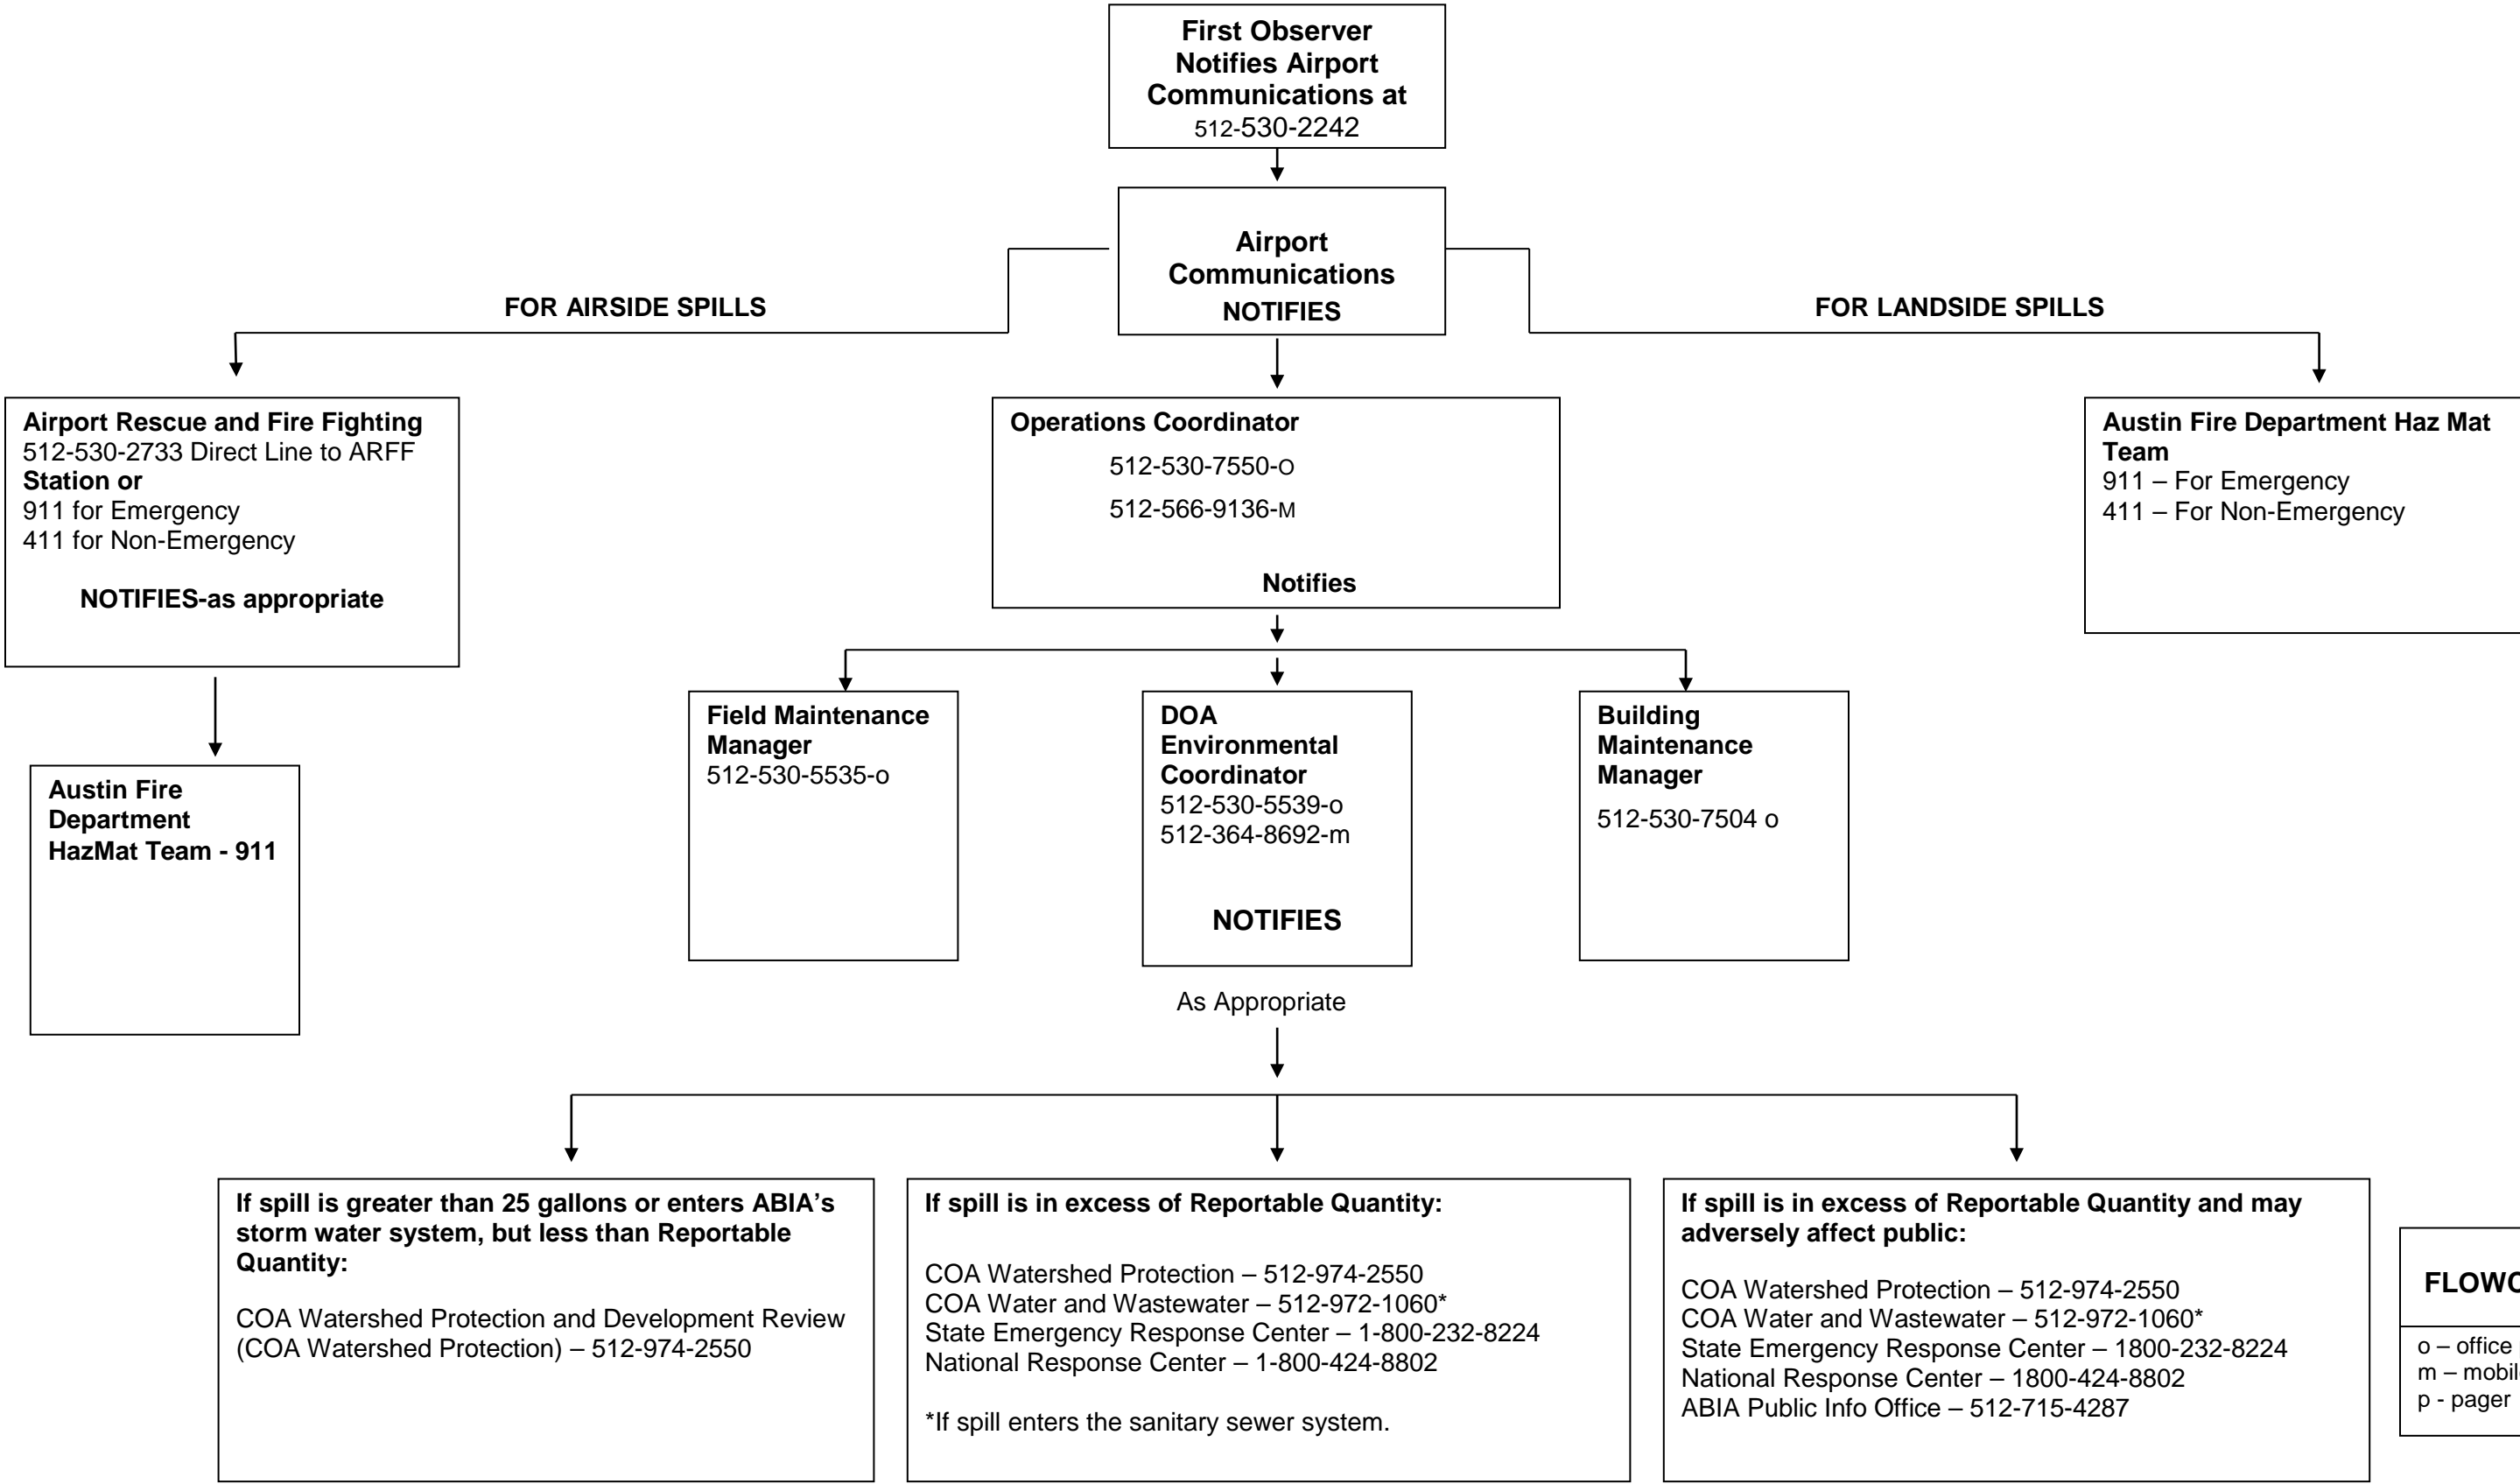 First Observer
Notifies Airport
Communications at
512-530-2242
Airport
Communications
NOTIFIES
FOR AIRSIDE SPILLS
FOR LANDSIDE SPILLS
Airport Rescue and Fire Fighting
512-530-2733 Direct Line to ARFF
Station or
911 for Emergency
411 for Non-Emergency
NOTIFIES-as appropriate
Operations Coordinator
512-530-7550-O
512-566-9136-M
Notifies
Austin Fire Department Haz Mat
Team
911 – For Emergency
411 – For Non-Emergency
Austin Fire
Department
HazMat Team - 911
Field Maintenance
Manager
512-530-5535-o
DOA
Environmental
Coordinator
512-530-5539-o
512-364-8692-m
NOTIFIES
Building
Maintenance
Manager
512-530-7504 o
As Appropriate
If spill is greater than 25 gallons or enters ABIA’s
storm water system, but less than Reportable
Quantity:
COA Watershed Protection and Development Review
(COA Watershed Protection) – 512-974-2550
If spill is in excess of Reportable Quantity:
COA Watershed Protection – 512-974-2550
COA Water and Wastewater – 512-972-1060*
State Emergency Response Center – 1-800-232-8224
National Response Center – 1-800-424-8802
*If spill enters the sanitary sewer system.
If spill is in excess of Reportable Quantity and may
adversely affect public:
COA Watershed Protection – 512-974-2550
COA Water and Wastewater – 512-972-1060*
State Emergency Response Center – 1800-232-8224
National Response Center – 1800-424-8802
ABIA Public Info Office – 512-715-4287
o – office
m –
p - pager